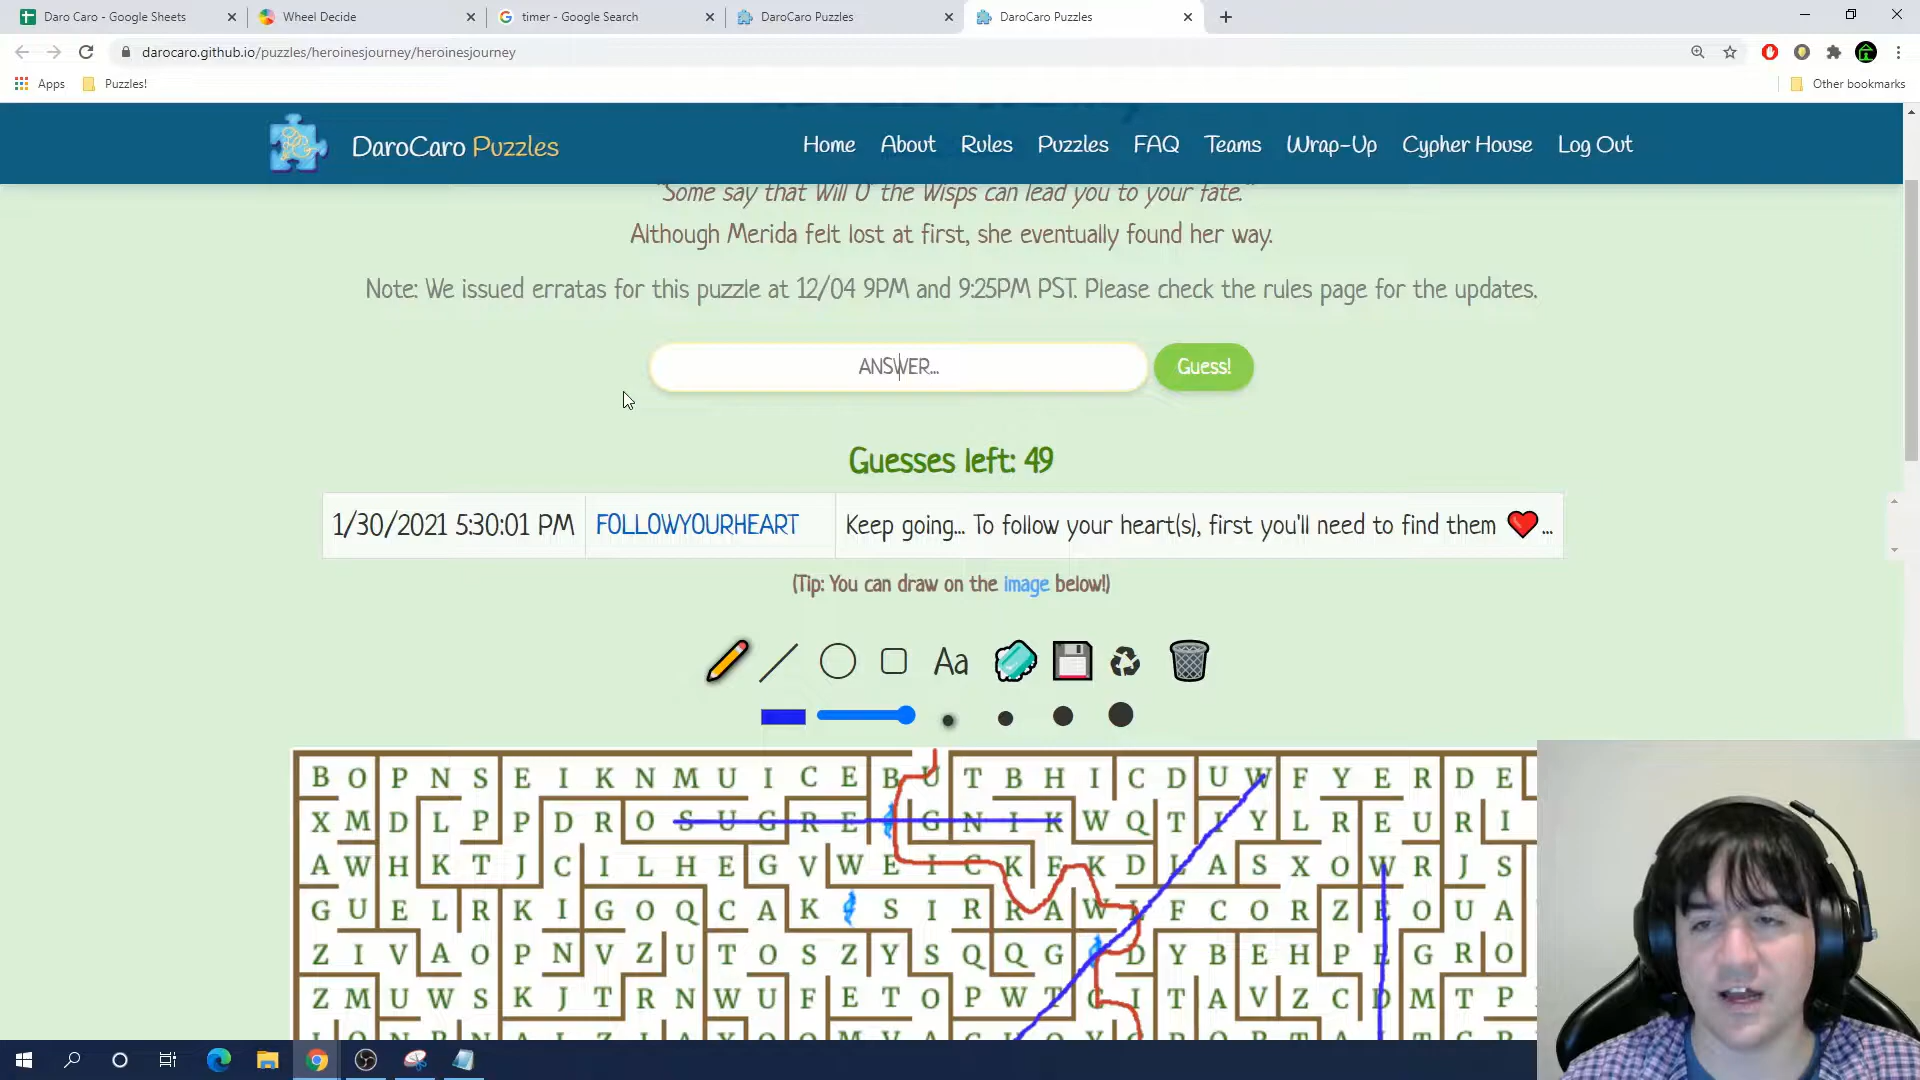 Daro Caro - Google Sheets
Wheel Decide
timer - Google Search
DaroCaro Puzzles
DaroCaro Puzzles
darocaro.github.io/puzzles/heroinesjourney/heroinesjourney
Apps
Puzzles!
Other bookmarks
DaroCaro Puzzles
Home
About
Rules
Puzzles
FAQ
Teams
Wrap-Up
Cypher House
Log Out
"Some say that Will O' the Wisps can lead you to your fate."
Although Merida felt lost at first, she eventually found her way.
Note: We issued erratas for this puzzle at 12/04 9PM and 9:25PM PST. Please check the rules page for the updates.
ANSWER...
Guess!
Guesses left: 49
1/30/2021 5:30:01 PM
FOLLOWYOURHEART
Keep going... To follow your heart(s), first you'll need to find them ❤...
(Tip: You can draw on the image below!)
Aa
B O P N S E I K N M U I C E B U T B H I C D U W F Y E R D E
X M D L P P D R O S U G R E G N I K W Q T I Y L R E U R I
A W H K T J C I L H E G V W E I C K F K D L A S X O W R J S
G U E L R K I G O Q C A K S I R R A W L F C O R Z E O U A
Z I V A O P N V Z U T O S Z Y S Q Q G D Y B E H P E G R O
Z M U W S K J T R N W U F E T O P W T C I T A V Z C D M T P